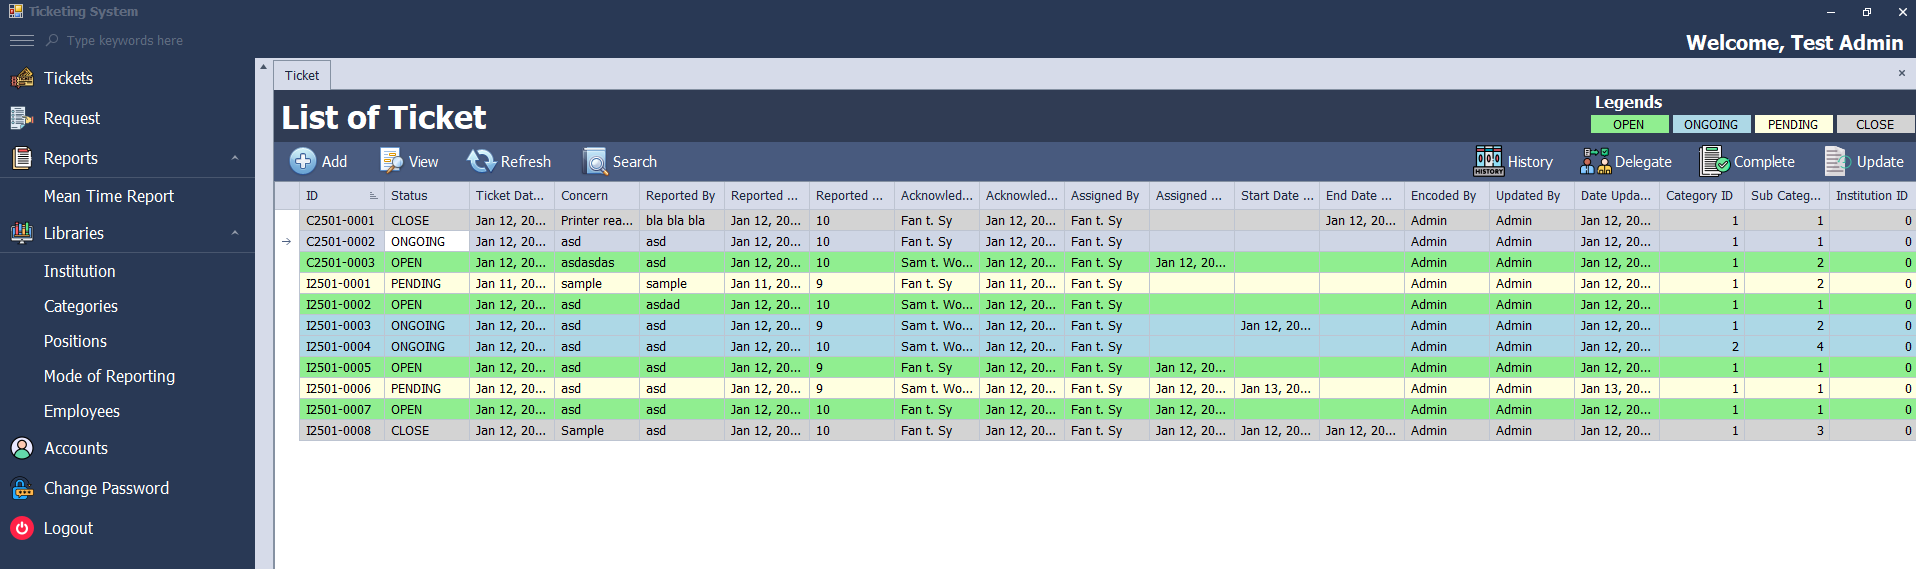 Ticketing System
Type keywords here
Welcome, Test Admin
Tickets
Request
Reports
Mean Time Report
Libraries
Institution
Categories
Positions
Mode of Reporting
Employees
Accounts
Change Password
Logout
Ticket
List of Ticket
Legends
OPEN ONGOING PENDING CLOSE
Add View Refresh Search History Delegate Complete Update
ID Status Ticket Dat... Concern Reported By Reported ... Reported ... Acknowled... Acknowled... Assigned By Assigned ... Start Date ... End Date ... Encoded By Updated By Date Upda... Category ID Sub Categ... Institution ID
C2501-0001 CLOSE Jan 12, 20... Printer rea... bla bla bla Jan 12, 20... 10 Fan t. Sy Jan 12, 20... Fan t. Sy Jan 12, 20... Admin Admin Jan 12, 20... 1 1 0
C2501-0002 ONGOING Jan 12, 20... asd asd Jan 12, 20... 10 Fan t. Sy Jan 12, 20... Fan t. Sy Admin Admin Jan 12, 20... 1 1 0
C2501-0003 OPEN Jan 12, 20... asdasdas asd Jan 12, 20... 10 Sam t. Wo... Jan 12, 20... Fan t. Sy Jan 12, 20... Admin Admin Jan 12, 20... 1 2 0
I2501-0001 PENDING Jan 11, 20... sample sample Jan 11, 20... 9 Fan t. Sy Jan 11, 20... Fan t. Sy Admin Admin Jan 12, 20... 1 2 0
I2501-0002 OPEN Jan 12, 20... asd asdad Jan 12, 20... 10 Sam t. Wo... Jan 12, 20... Fan t. Sy Admin Admin Jan 12, 20... 1 1 0
I2501-0003 ONGOING Jan 12, 20... asd asd Jan 12, 20... 9 Sam t. Wo... Jan 12, 20... Fan t. Sy Jan 12, 20... Admin Admin Jan 12, 20... 1 2 0
I2501-0004 ONGOING Jan 12, 20... asd asd Jan 12, 20... 10 Sam t. Wo... Jan 12, 20... Fan t. Sy Admin Admin Jan 12, 20... 2 4 0
I2501-0005 OPEN Jan 12, 20... asd asd Jan 12, 20... 9 Fan t. Sy Jan 12, 20... Fan t. Sy Jan 12, 20... Admin Admin Jan 12, 20... 1 1 0
I2501-0006 PENDING Jan 12, 20... asd asd Jan 12, 20... 9 Sam t. Wo... Jan 12, 20... Fan t. Sy Jan 12, 20... Jan 13, 20... Admin Admin Jan 13, 20... 1 1 0
I2501-0007 OPEN Jan 12, 20... asd asd Jan 12, 20... 10 Fan t. Sy Jan 12, 20... Fan t. Sy Jan 12, 20... Admin Admin Jan 12, 20... 1 1 0
I2501-0008 CLOSE Jan 12, 20... Sample asd Jan 12, 20... 10 Fan t. Sy Jan 12, 20... Fan t. Sy Jan 12, 20... Jan 12, 20... Jan 12, 20... Admin Admin Jan 12, 20... 1 3 0